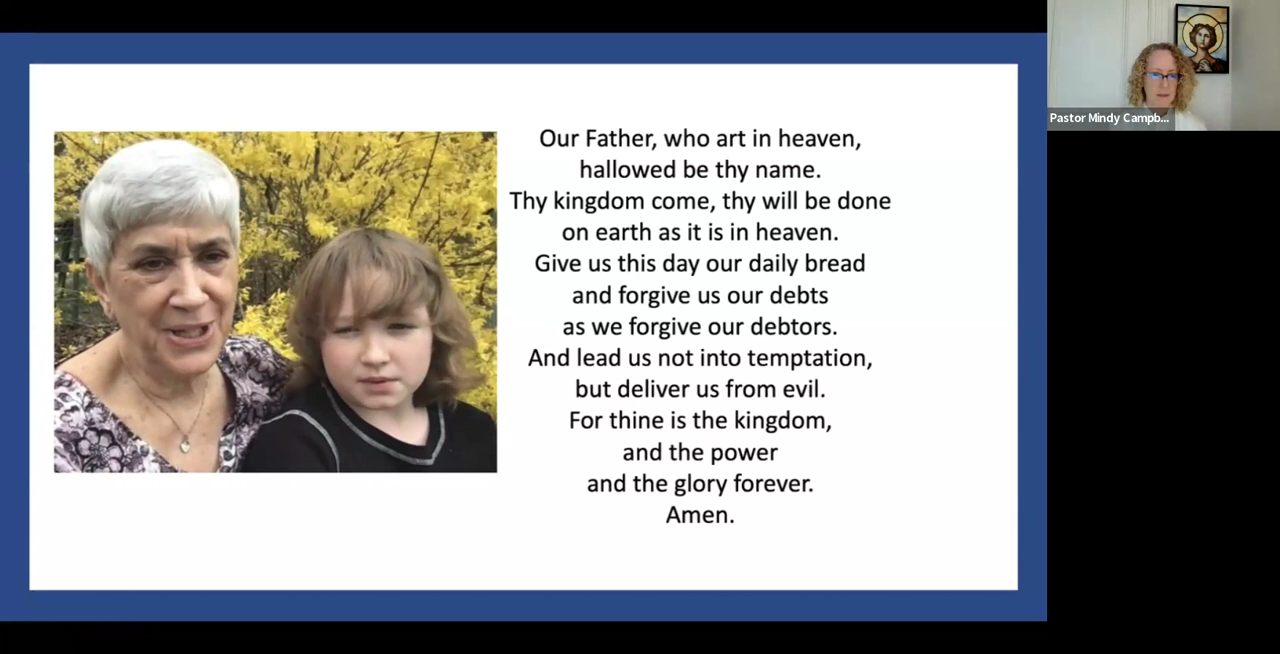 Our Father, who art in heaven,
hallowed be thy name.
Thy kingdom come, thy will be done
on earth as it is in heaven.
Give us this day our daily bread
and forgive us our debts
as we forgive our debtors.
And lead us not into temptation,
but deliver us from evil.
For thine is the kingdom,
and the power
and the glory forever.
Amen.
Pastor Mindy Campb...